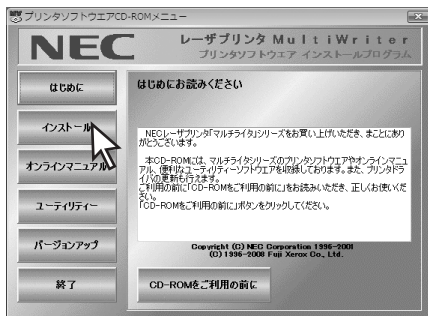 プリンタソフトウエアCD-ROMメニュー
NEC
レーザプリンタ MultiWriter
プリンタソフトウエア インストールプログラム
はじめに
インストール
オンラインマニュアル
ユーティリティー
バージョンアップ
終了
はじめにお読みください
NECレーザプリンタ「マルチライタ」シリーズをお買い上げいただき、まことにあり
がとうございます。
本CD-ROMには、マルチライタシリーズのプリンタソフトウエアやオンラインマニュ
アル、便利なユーティリティーソフトウエアを収録しております。また、プリンタドラ
イバの更新も行えます。
ご利用の前に「CD-ROMをご利用の前に」をお読みいただき、正しくお使いくだ
さい。
「CD-ROMをご利用の前に」ボタンをクリックしてください。
Copyright (C) NEC Corporation 1996-2001
(C) 1996-2008 Fuji Xerox Co., Ltd.
CD-ROMをご利用の前に